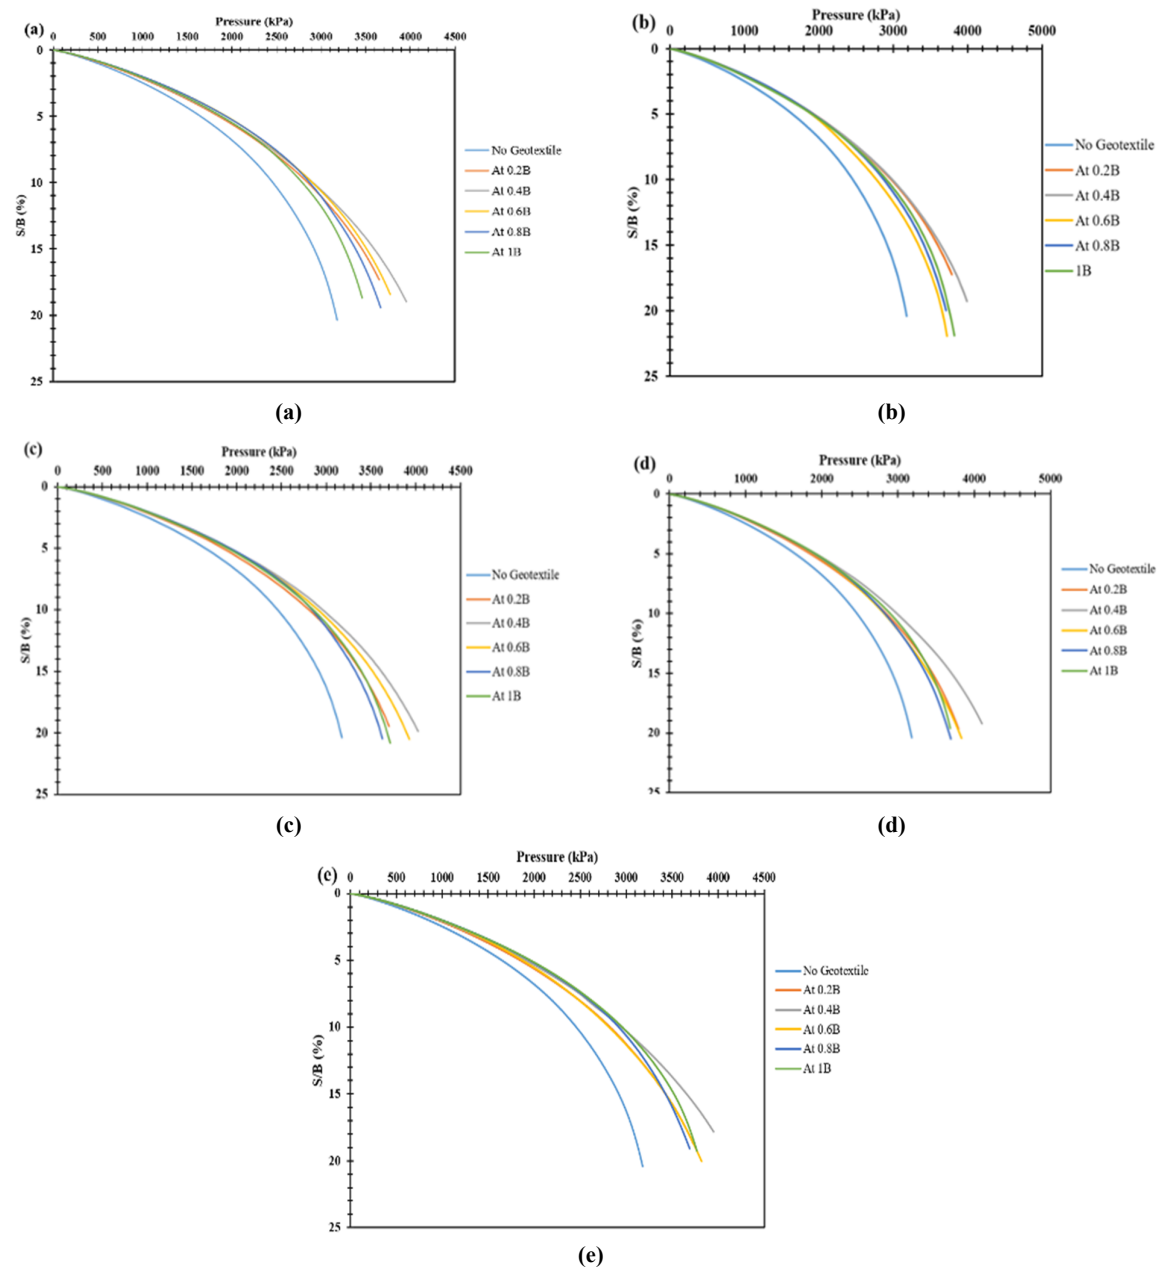 (a)
Pressure (kPa)
0 500 1000 1500 2000 2500 3000 3500 4000 4500
0
5
10
15
20
25
S/B (%)
No Geotextile
At 0.2B
At 0.4B
At 0.6B
At 0.8B
At 1B
(a)
(b)
Pressure (kPa)
0 1000 2000 3000 4000 5000
0
5
10
15
20
25
S/B (%)
No Geotextile
At 0.2B
At 0.4B
At 0.6B
At 0.8B
1B
(b)
(c)
Pressure (kPa)
0 500 1000 1500 2000 2500 3000 3500 4000 4500
0
5
10
15
20
25
S/B (%)
No Geotextile
At 0.2B
At 0.4B
At 0.6B
At 0.8B
At 1B
(c)
(d)
Pressure (kPa)
0 1000 2000 3000 4000 5000
0
5
10
15
20
25
S/B (%)
No Geotextile
At 0.2B
At 0.4B
At 0.6B
At 0.8B
At 1B
(d)
(e)
Pressure (kPa)
0 500 1000 1500 2000 2500 3000 3500 4000 4500
0
5
10
15
20
25
S/B (%)
No Geotextile
At 0.2B
At 0.4B
At 0.6B
At 0.8B
At 1B
(e)